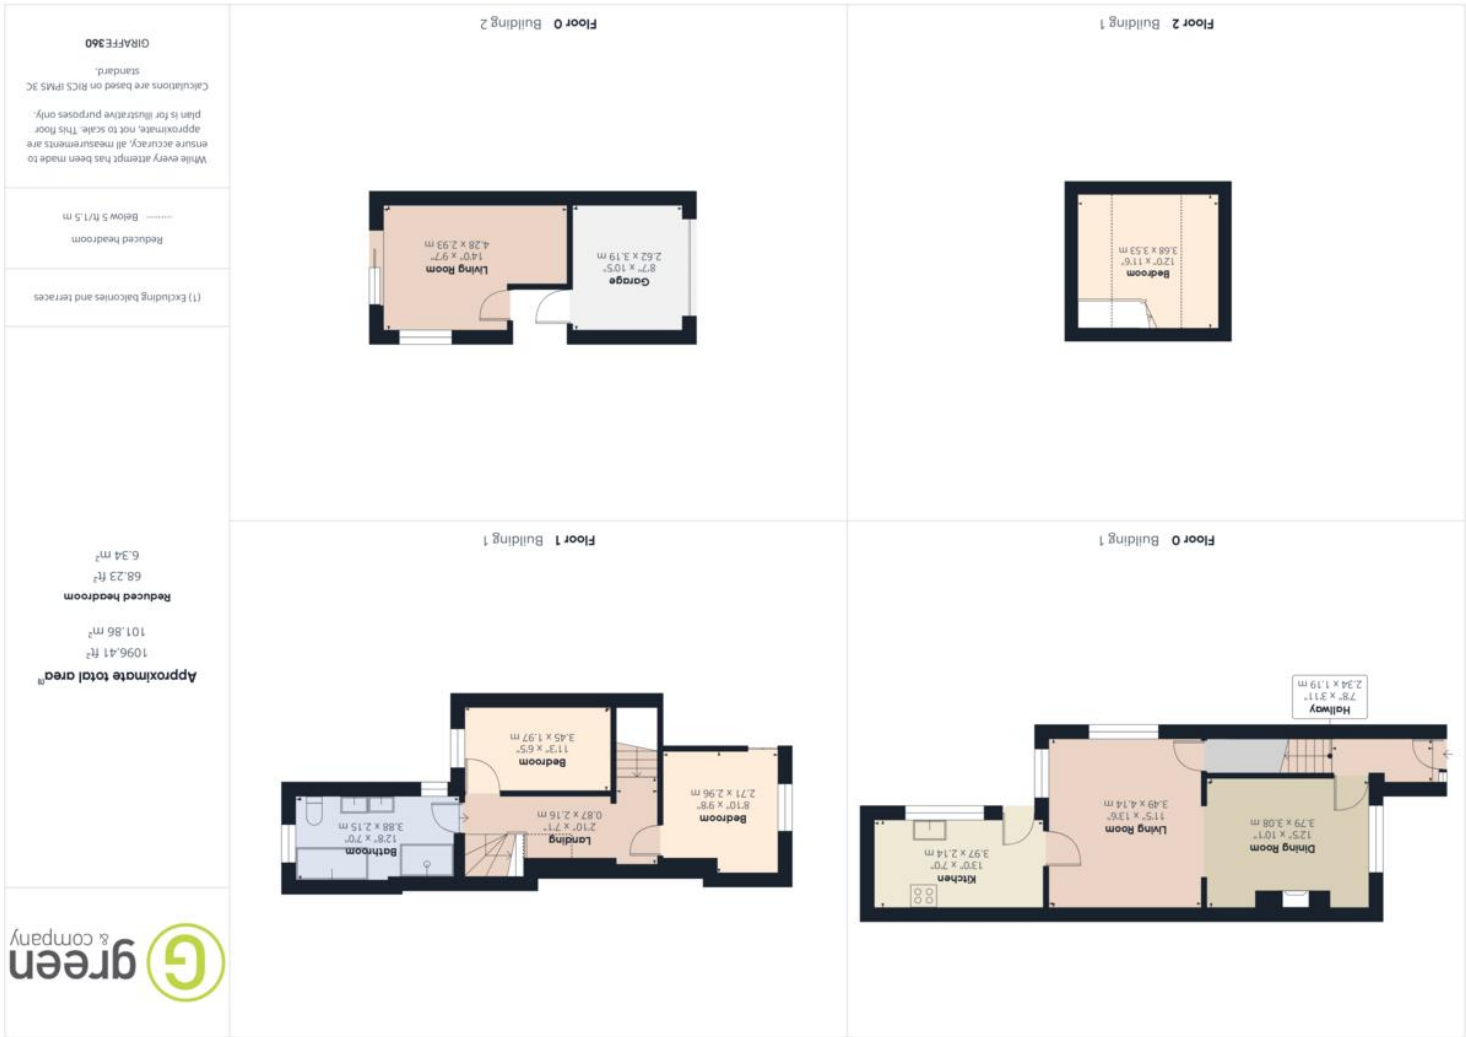 green
& company
Approximate total area(1)
1096.41 ft²
101.86 m²
Reduced headroom
68.23 ft²
6.34 m²
(1) Excluding balconies and terraces
Reduced headroom
Below 5 ft/1.5 m
While every attempt has been made to
ensure accuracy, all measurements are
approximate, not to scale. This floor
plan is for illustrative purposes only.
Calculations are based on RICS IPMS 3C
standard.
GIRAFFE360
Dining Room
12'5" x 10'1"
3.79 x 3.08 m
Living Room
11'5" x 13'6"
3.49 x 4.14 m
Kitchen
13'0" x 7'0"
3.97 x 2.14 m
Hallway
7'8" x 3'11"
2.34 x 1.19 m
Floor 0 Building 1
Bedroom
8'10" x 9'8"
2.71 x 2.96 m
Landing
2'10" x 7'1"
0.87 x 2.16 m
Bathroom
12'8" x 7'0"
3.88 x 2.15 m
Bedroom
11'3" x 6'5"
3.45 x 1.97 m
Floor 1 Building 1
Bedroom
12'0" x 11'6"
3.68 x 3.53 m
Floor 2 Building 1
Garage
8'7" x 10'5"
2.62 x 3.19 m
Living Room
14'0" x 9'7"
4.28 x 2.93 m
Floor 0 Building 2